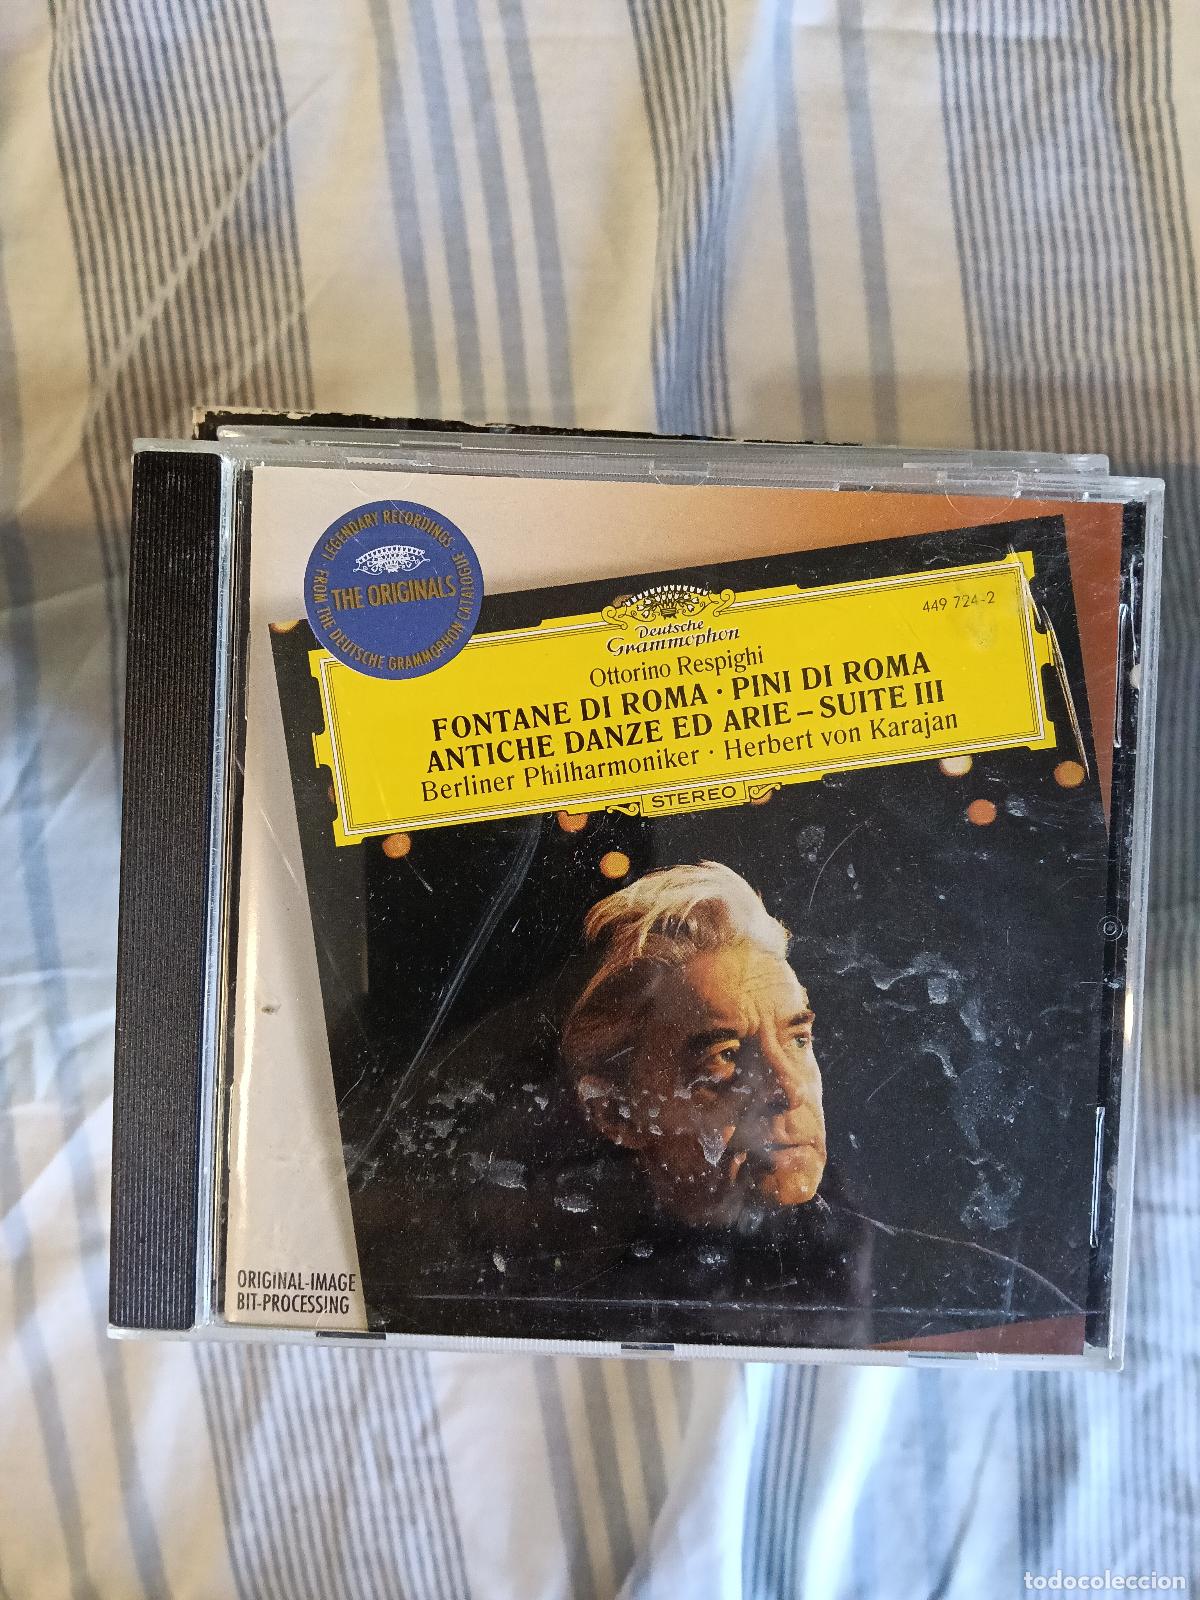 LEGENDARY RECORDINGS
THE ORIGINALS
FROM THE DEUTSCHE GRAMMOPHON CATALOGUE
449 724-2
Deutsche
Grammophon
Ottorino Respighi
FONTANE DI ROMA · PINI DI ROMA
ANTICHE DANZE ED ARIE – SUITE III
Berliner Philharmoniker · Herbert von Karajan
STEREO
ORIGINAL-IMAGE
BIT-PROCESSING
todocoleccion